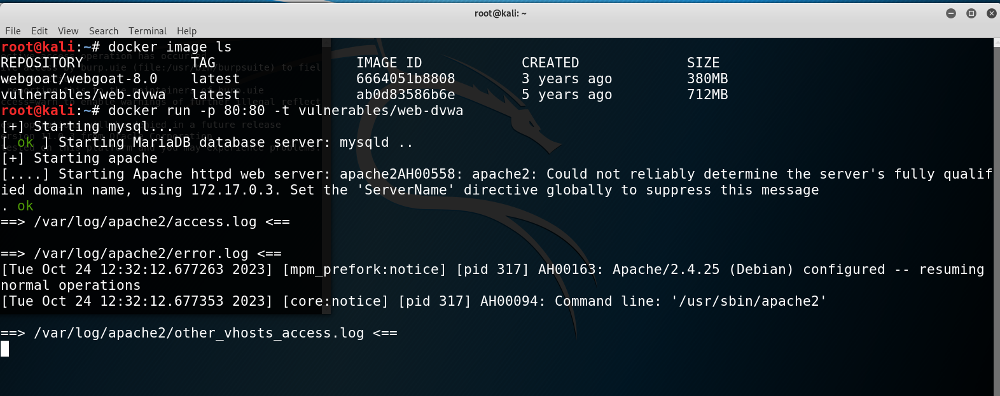 root@kali: ~
File Edit View Search Terminal Help
root@kali:~# docker image ls
REPOSITORY TAG IMAGE ID CREATED SIZE
webgoat/webgoat-8.0 latest 6664051b8808 3 years ago 380MB
vulnerables/web-dvwa latest ab0d83586b6e 5 years ago 712MB
root@kali:~# docker run -p 80:80 -t vulnerables/web-dvwa
[+] Starting mysql...
[ ok ] Starting MariaDB database server: mysqld ..
[+] Starting apache
[....] Starting Apache httpd web server: apache2AH00558: apache2: Could not reliably determine the server's fully qualif
ied domain name, using 172.17.0.3. Set the 'ServerName' directive globally to suppress this message
. ok
==> /var/log/apache2/access.log <==
==> /var/log/apache2/error.log <==
[Tue Oct 24 12:32:12.677263 2023] [mpm_prefork:notice] [pid 317] AH00163: Apache/2.4.25 (Debian) configured -- resuming
normal operations
[Tue Oct 24 12:32:12.677353 2023] [core:notice] [pid 317] AH00094: Command line: '/usr/sbin/apache2'
==> /var/log/apache2/other_vhosts_access.log <==